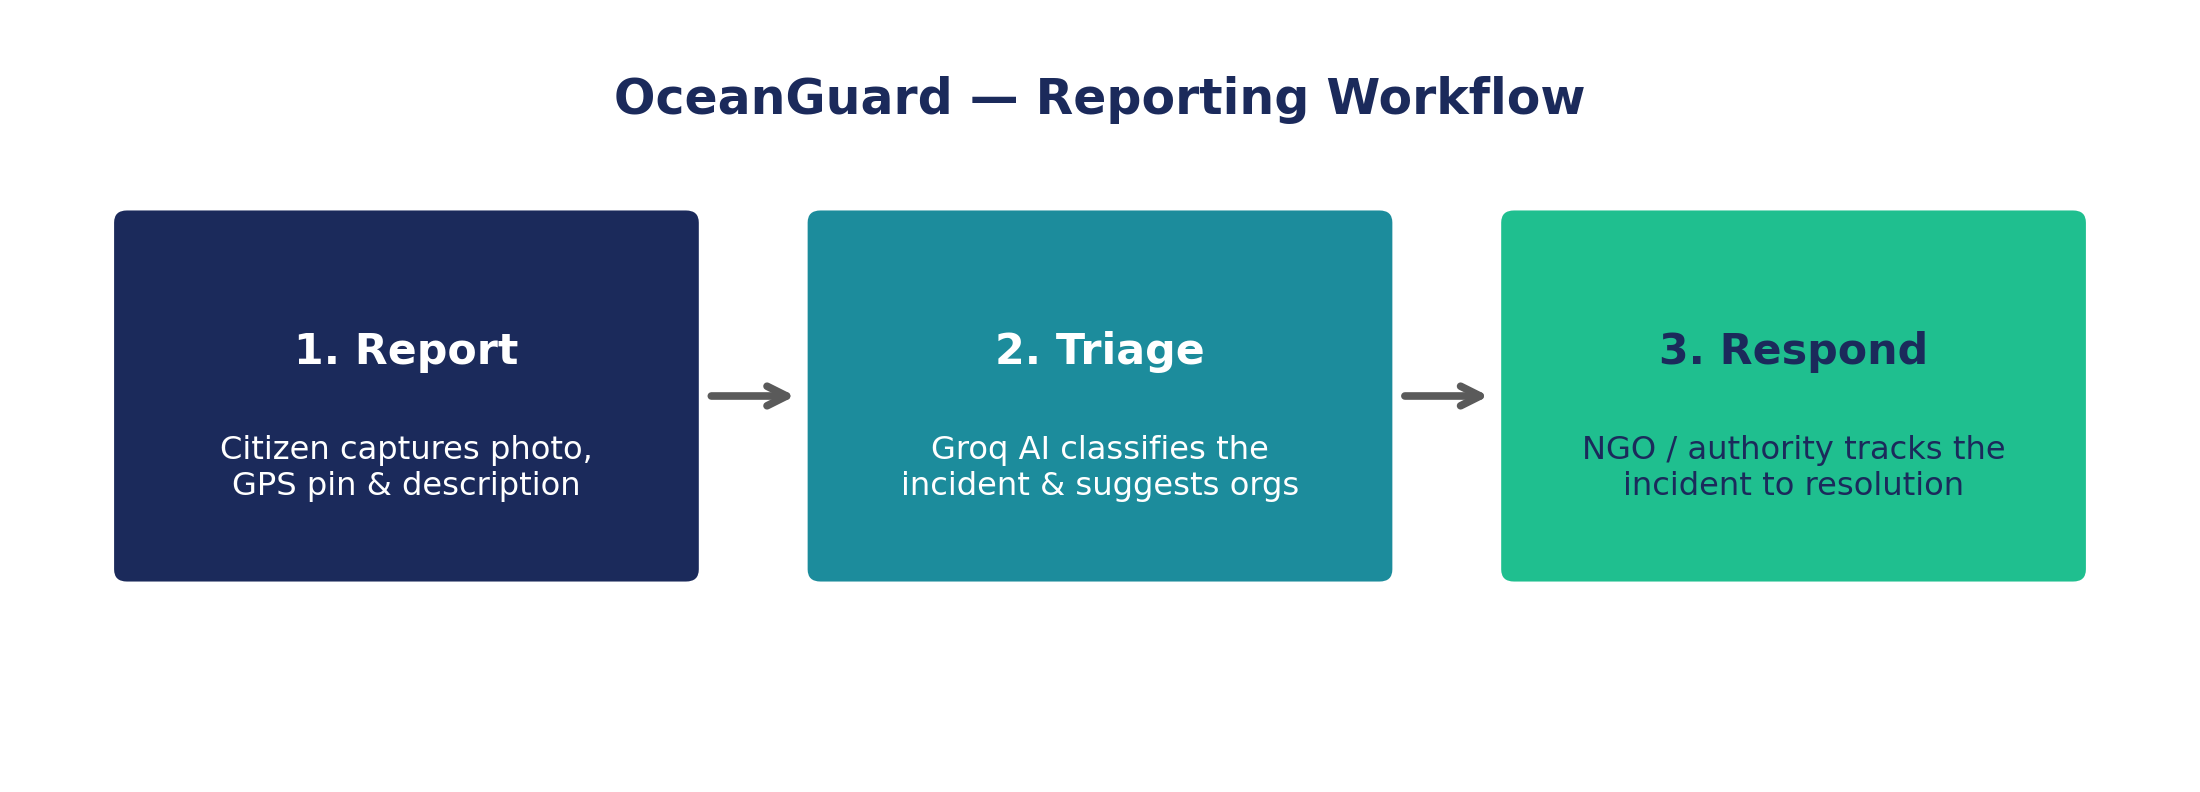 OceanGuard — Reporting Workflow
1. Report
Citizen captures photo,
GPS pin & description
2. Triage
Groq AI classifies the
incident & suggests orgs
3. Respond
NGO / authority tracks the
incident to resolution